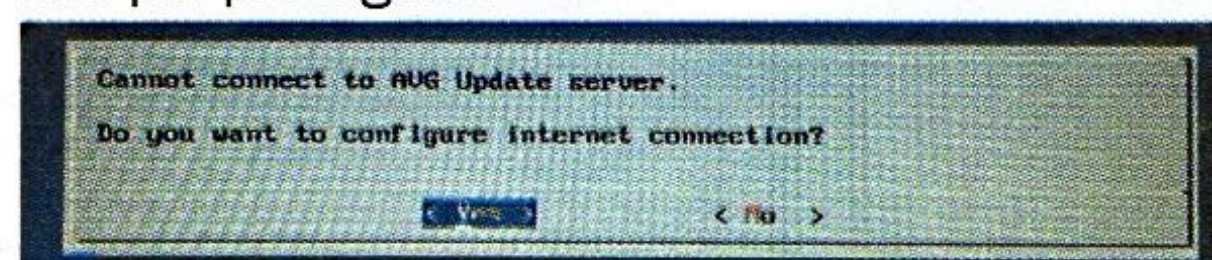 Cannot connect to AVG Update server.
Do you want to configure internet connection?
< Yes > < No >